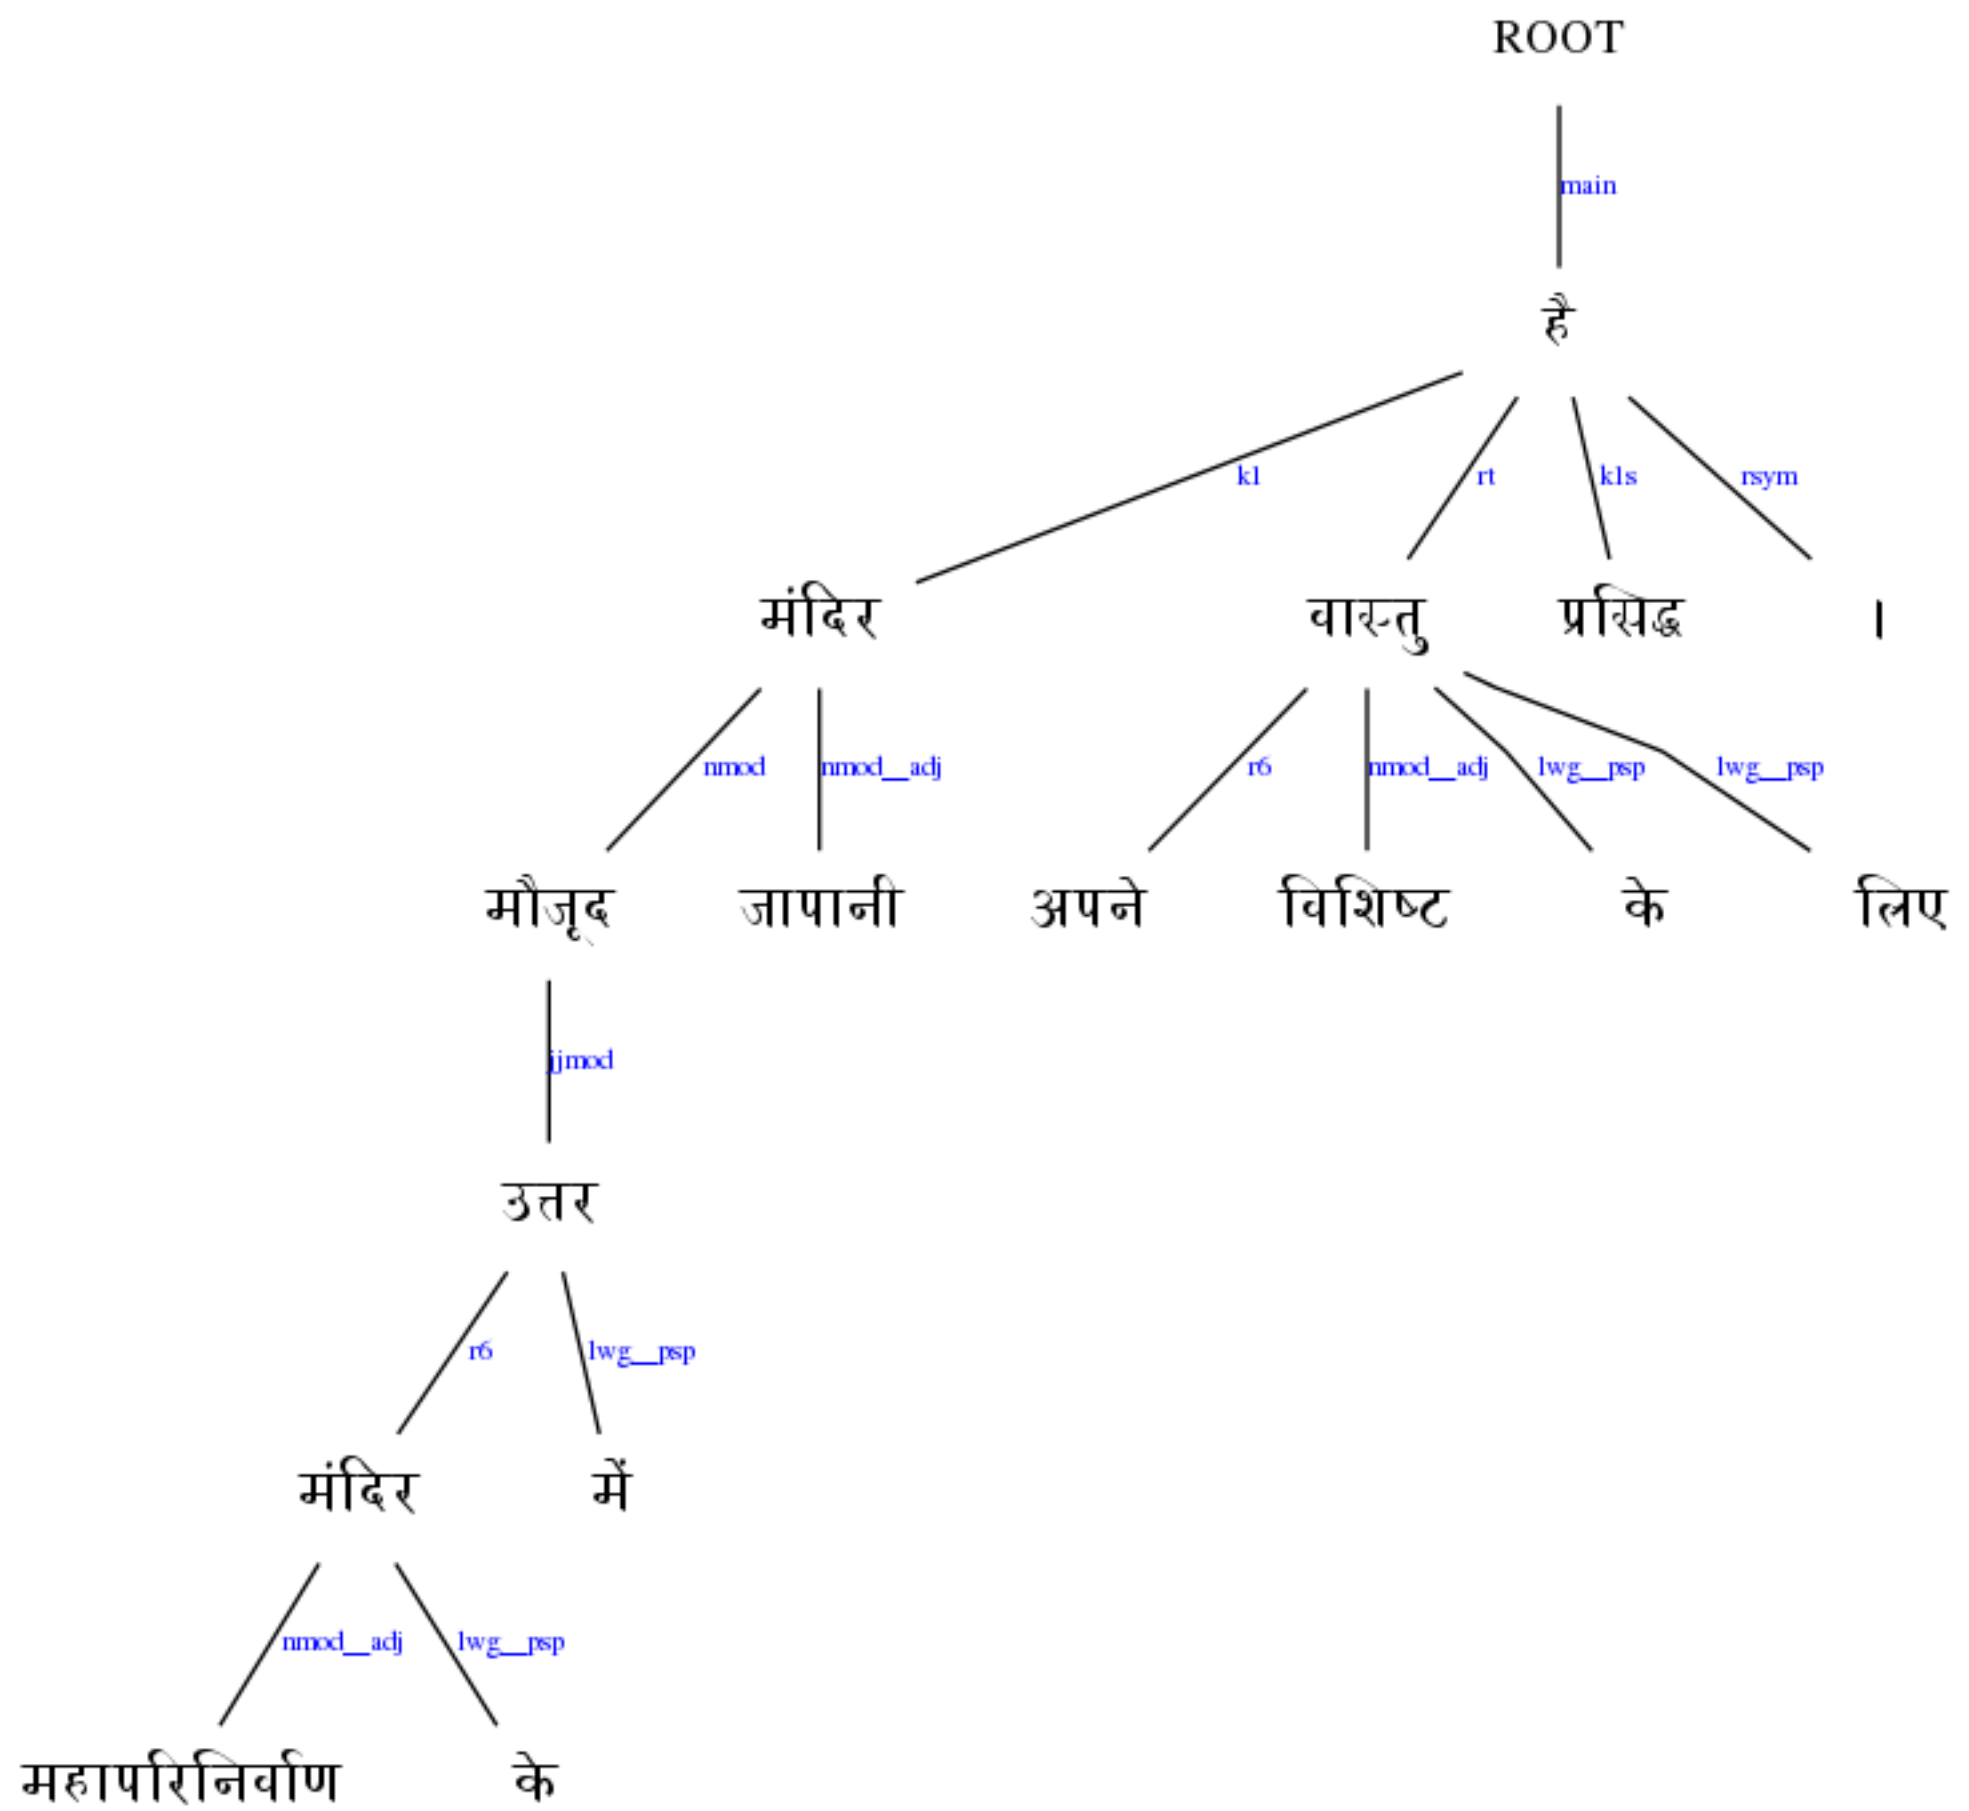 ROOT
main
है
k1 rt k1s rsym
मंदिर वास्तु प्रसिद्ध ।
nmod nmod__adj r6 nmod__adj lwg__psp lwg__psp
मौजूद जापानी अपने विशिष्ट के लिए
jjmod
उत्तर
r6 lwg__psp
मंदिर में
nmod__adj lwg__psp
महापरिनिर्वाण के